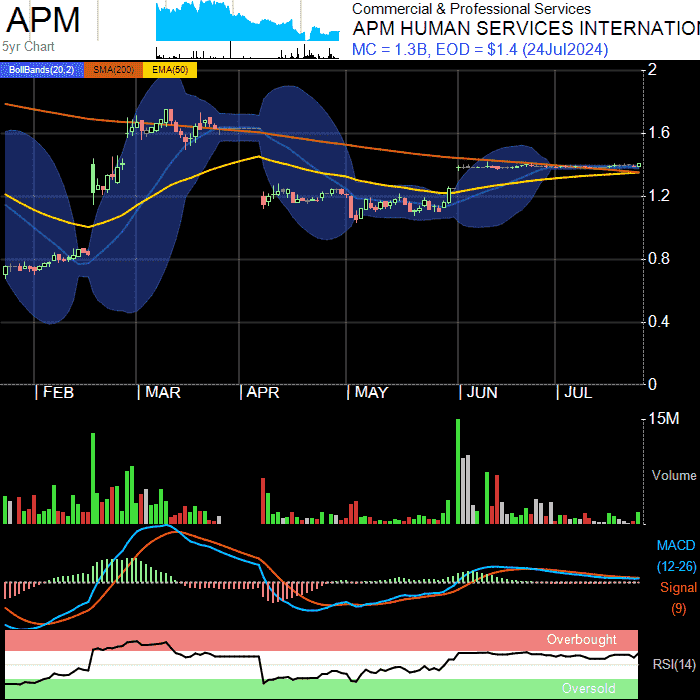 APM
5yr Chart
Commercial & Professional Services
APM HUMAN SERVICES INTERNATIO
MC = 1.3B, EOD = $1.4 (24Jul2024)
BollBands(20,2) SMA(200) EMA(50)
2
1.6
1.2
0.8
0.4
0
| FEB | MAR | APR | MAY | JUN | JUL
15M
Volume
MACD
(12-26)
Signal
(9)
Overbought
RSI(14)
Oversold